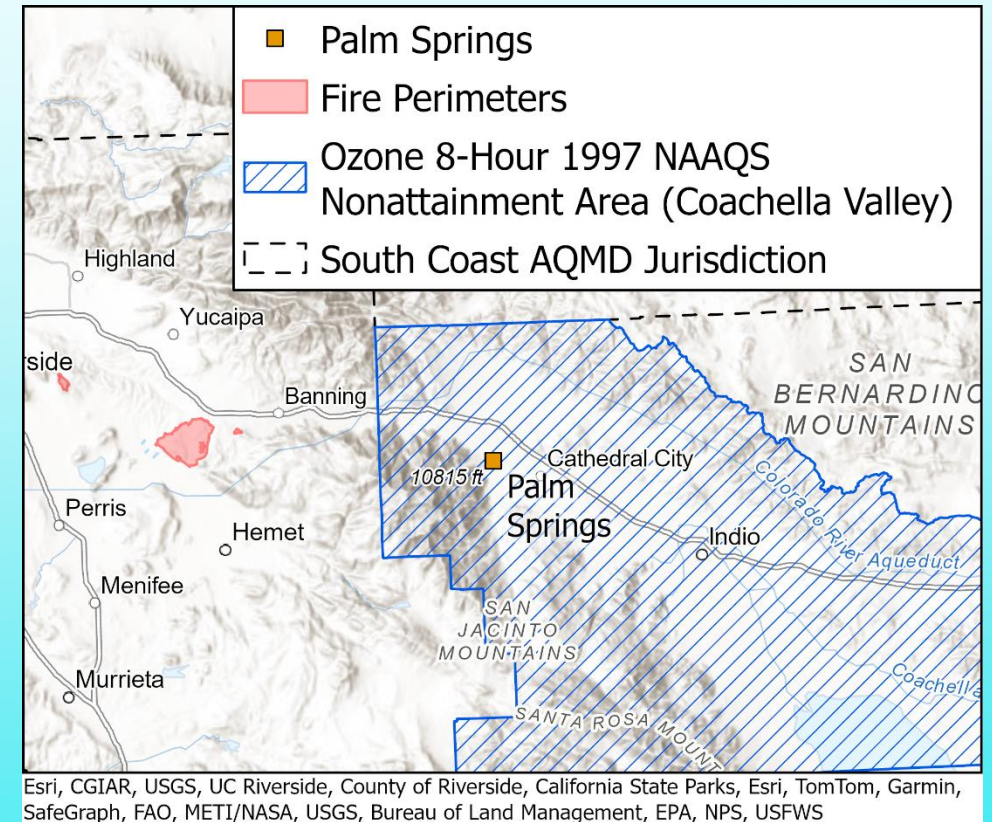 Palm Springs
Fire Perimeters
Ozone 8-Hour 1997 NAAQS
Nonattainment Area (Coachella Valley)
South Coast AQMD Jurisdiction
Highland
Yucaipa
rside
Banning
SAN
BERNARDINO
MOUNTAINS
10815 ft
Cathedral City
Palm
Springs
Colorado River Aqueduct
Perris
Hemet
Indio
Menifee
SAN
JACINTO
MOUNTAINS
Murrieta
Coachella
SANTA ROSA MOUNT
Esri, CGIAR, USGS, UC Riverside, County of Riverside, California State Parks, Esri, TomTom, Garmin,
SafeGraph, FAO, METI/NASA, USGS, Bureau of Land Management, EPA, NPS, USFWS